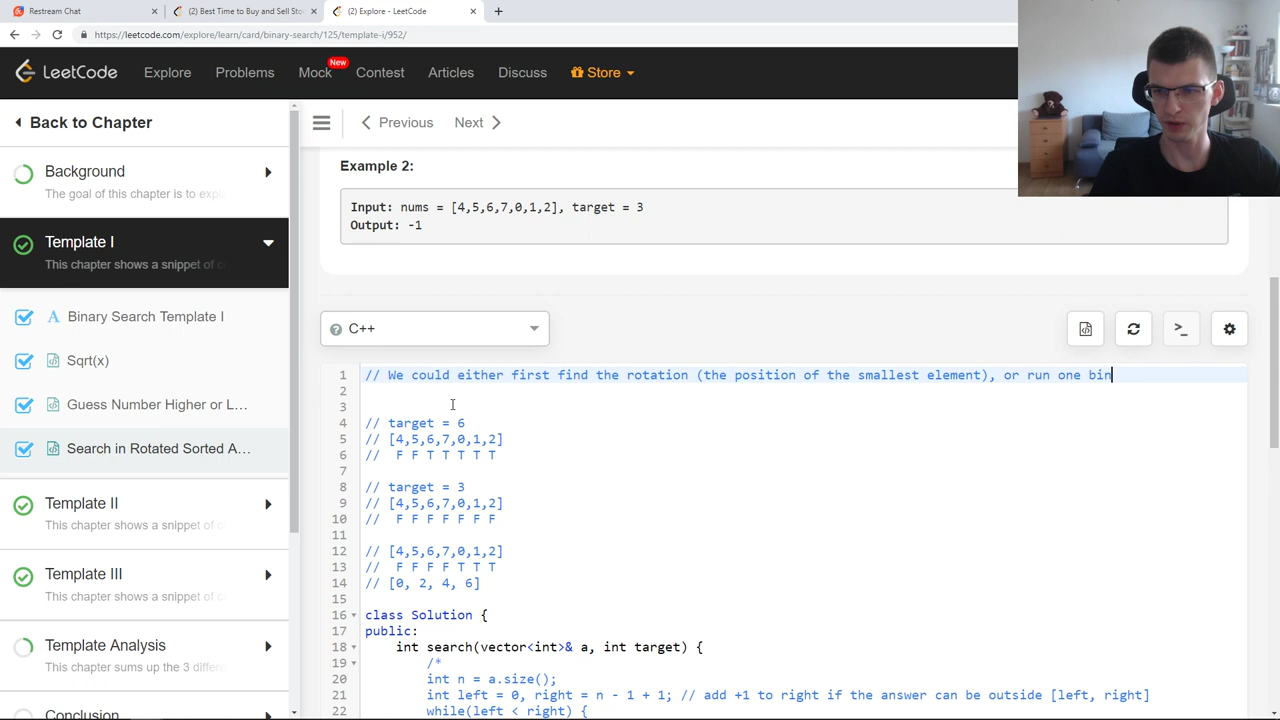 Restream Chat
(2) Best Time to Buy and Sell Sto
(2) Explore - LeetCode
https://leetcode.com/explore/learn/card/binary-search/125/template-i/952/
LeetCode
Explore
Problems
Mock
New
Contest
Articles
Discuss
Store
Back to Chapter
Background
The goal of this chapter is to expl
Template I
This chapter shows a snippet of c
A Binary Search Template I
Sqrt(x)
Guess Number Higher or L...
Search in Rotated Sorted A...
Template II
This chapter shows a snippet of c
Template III
This chapter shows a snippet of c
Template Analysis
This chapter sums up the 3 differe
Conclusion
Previous
Next
Example 2:
Input: nums = [4,5,6,7,0,1,2], target = 3
Output: -1
C++
1 // We could either first find the rotation (the position of the smallest element), or run one bin
2
3
4 // target = 6
5 // [4,5,6,7,0,1,2]
6 // F F T T T T T
7
8 // target = 3
9 // [4,5,6,7,0,1,2]
10 // F F F F F F F
11
12 // [4,5,6,7,0,1,2]
13 // F F F F T T T
14 // [0, 2, 4, 6]
15
16 class Solution {
17 public:
18 int search(vector<int>& a, int target) {
19 /*
20 int n = a.size();
21 int left = 0, right = n - 1 + 1; // add +1 to right if the answer can be outside [left, right]
22 while(left < right) {